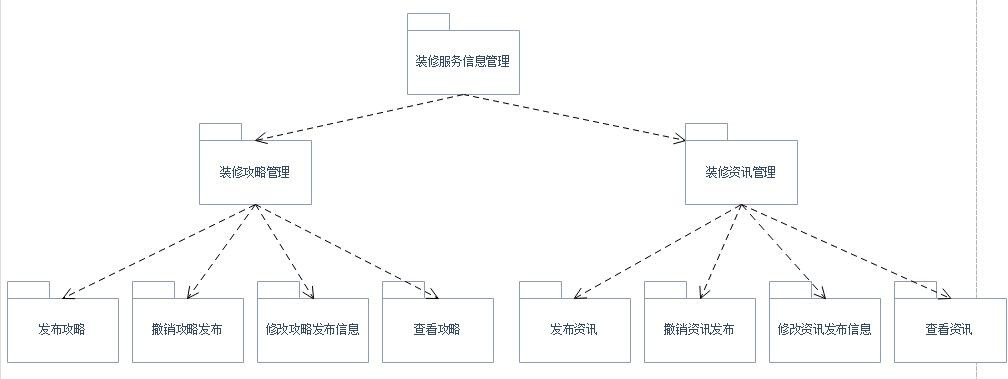 装修服务信息管理
装修攻略管理
装修资讯管理
发布攻略
撤销攻略发布
修改攻略发布信息
查看攻略
发布资讯
撤销资讯发布
修改资讯发布信息
查看资讯